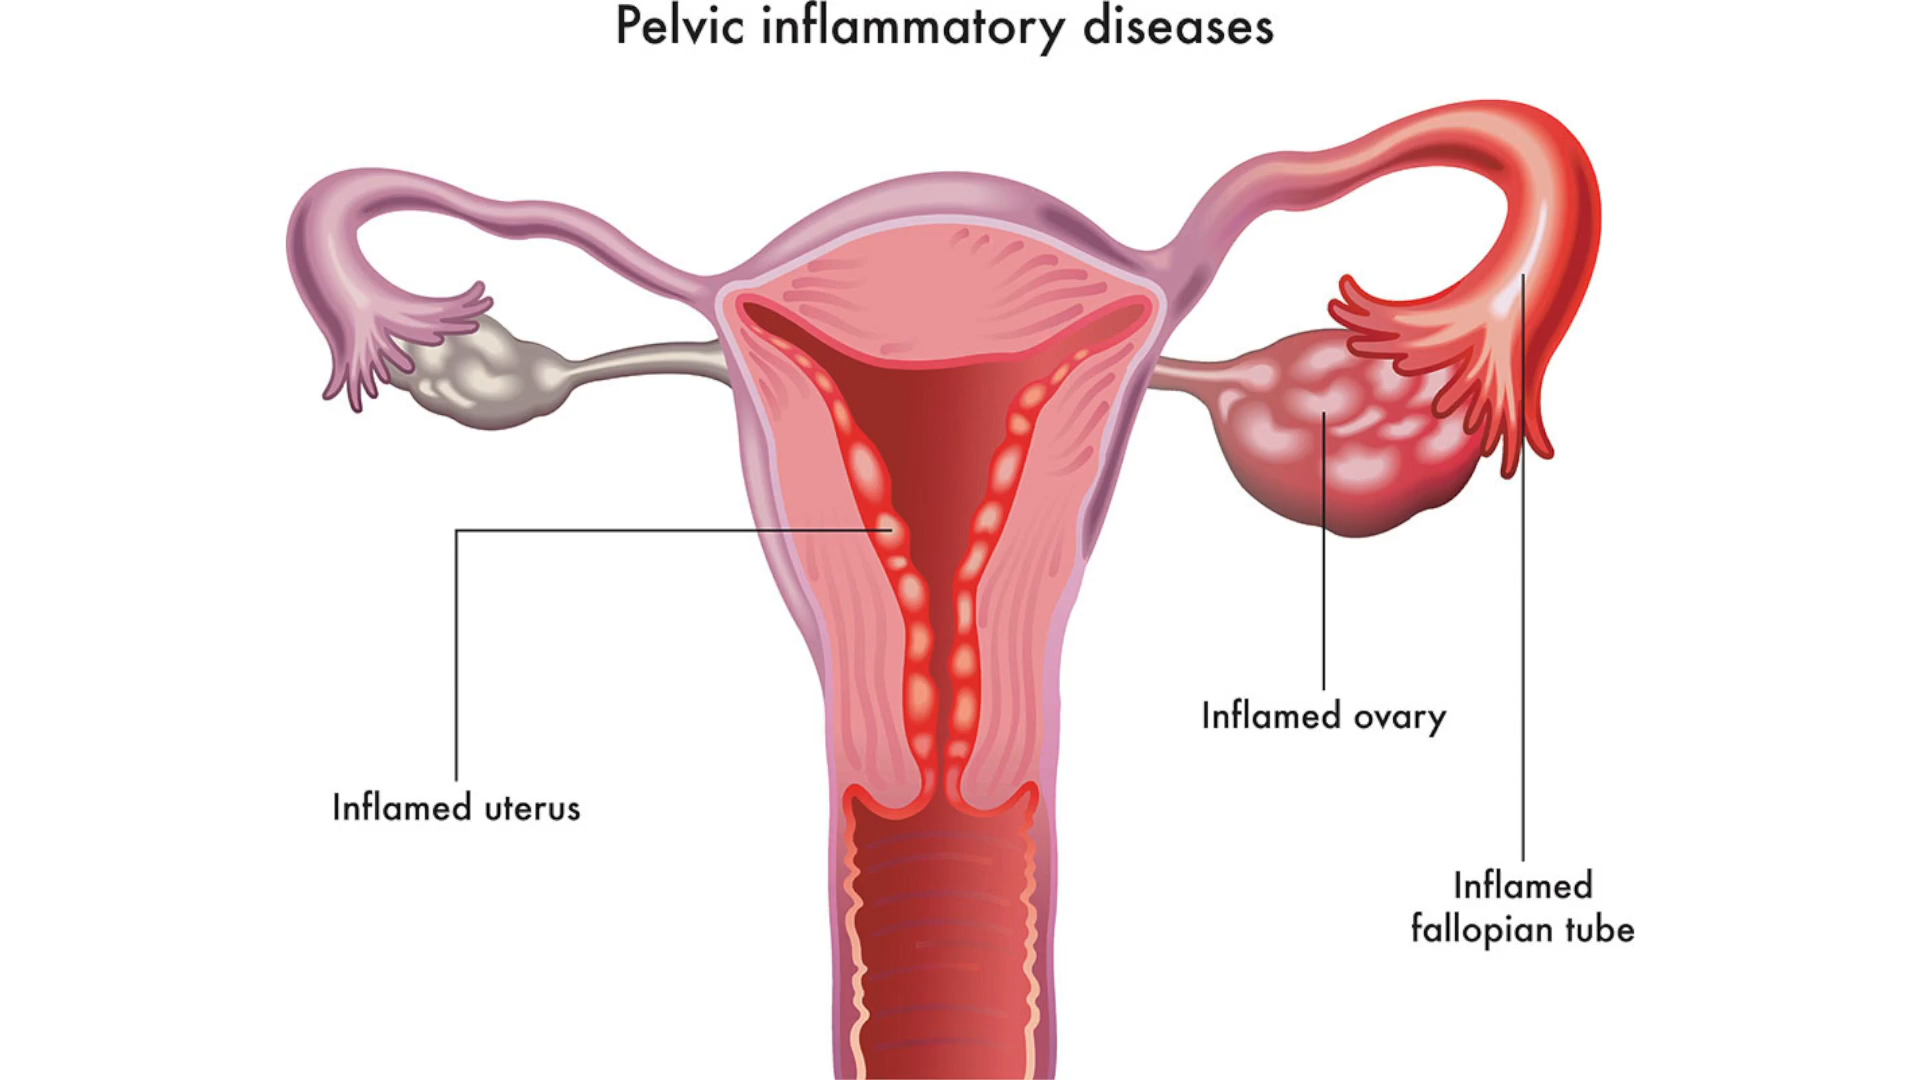 Pelvic inflammatory diseases
Inflamed ovary
Inflamed uterus
Inflamed
fallopian tube